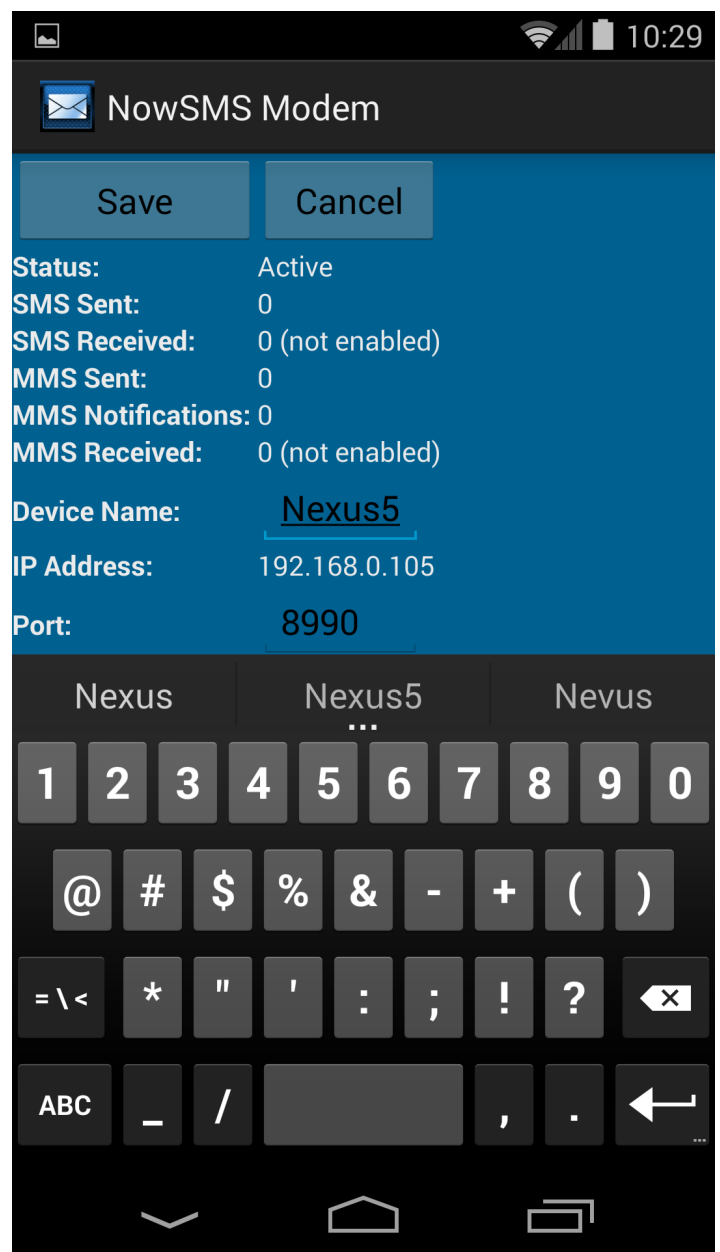 10:29
NowSMS Modem
Save Cancel
Status: Active
SMS Sent: 0
SMS Received: 0 (not enabled)
MMS Sent: 0
MMS Notifications: 0
MMS Received: 0 (not enabled)
Device Name: Nexus5
IP Address: 192.168.0.105
Port: 8990
Nexus Nexus5 Nevus
...
1 2 3 4 5 6 7 8 9 0
@ # $ % & - + ( )
= \ < * " ' : ; ! ?
ABC _ / , . ...